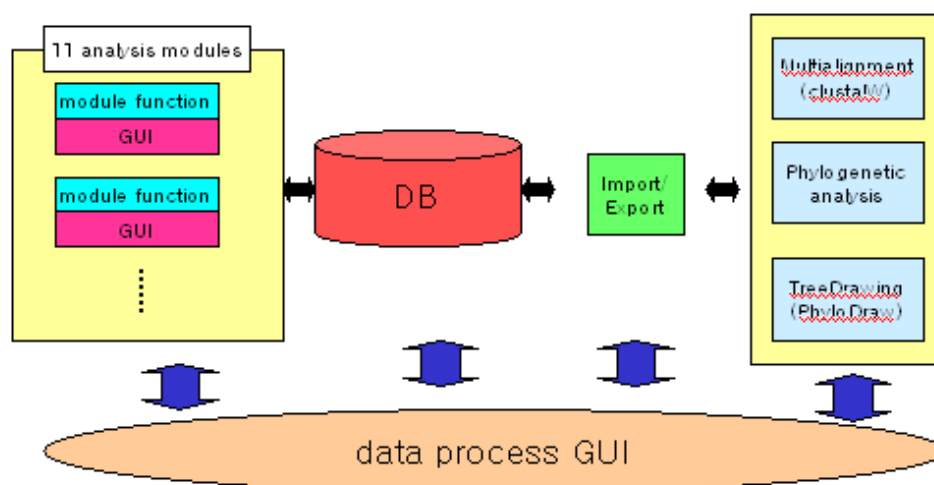 11 analysis modules
module function
GUI
module function
GUI
DB
Import/
Export
Multialignment
(clustalW)
Phylogenetic
analysis
TreeDrawing
(PhyloDraw)
data process GUI